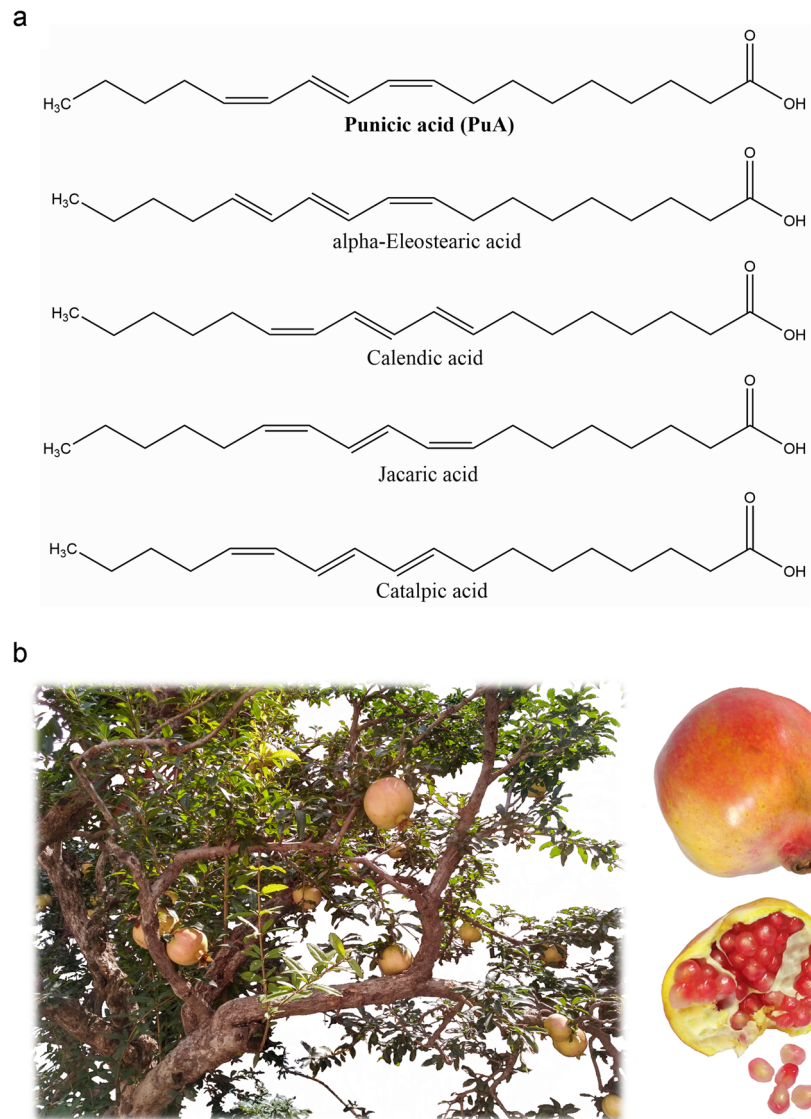 a
O
H₃C
OH
Punicic acid (PuA)
O
H₃C
OH
alpha-Eleostearic acid
O
H₃C
OH
Calendic acid
O
H₃C
OH
Jacaric acid
O
H₃C
OH
Catalpic acid
b